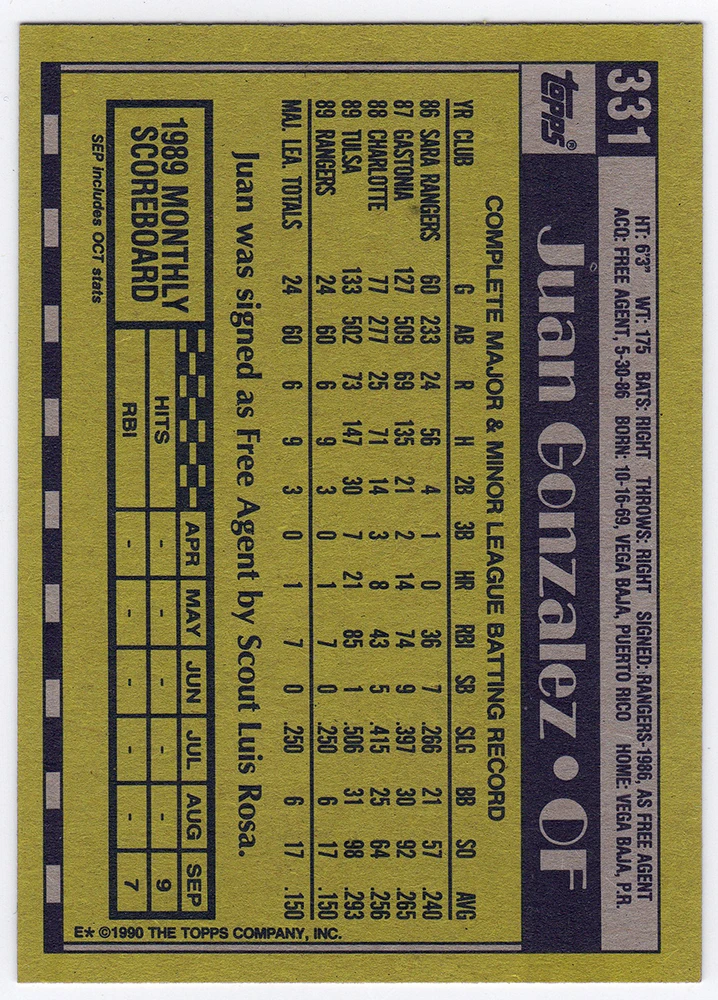 331
HT: 6'3" WT: 175 BATS: RIGHT THROWS: RIGHT SIGNED: RANGERS-1986, AS FREE AGENT
ACQ: FREE AGENT, 5-30-86 BORN: 10-16-69, VEGA BAJA, PUERTO RICO HOME: VEGA BAJA, P.R.
Topps®
Juan Gonzalez • OF
COMPLETE MAJOR & MINOR LEAGUE BATTING RECORD
YR CLUB G AB R H 2B 3B HR RBI SB SLG BB SO AVG
86 SARA RANGERS 60 233 24 56 4 1 0 36 7 .266 21 57 .240
87 GASTONIA 127 509 69 135 21 2 14 74 9 .397 30 92 .265
88 CHARLOTTE 77 277 25 71 14 3 8 43 5 .415 25 64 .256
89 TULSA 133 502 73 147 30 7 21 85 1 .506 31 98 .293
89 RANGERS 24 60 6 9 3 0 1 7 0 .250 6 17 .150
MAJ. LEA. TOTALS 24 60 6 9 3 0 1 7 0 .250 6 17 .150
Juan was signed as Free Agent by Scout Luis Rosa.
1989 MONTHLY
SCOREBOARD
SEP Includes OCT stats
APR MAY JUN JUL AUG SEP
HITS - - - - - 9
RBI - - - - - 7
E* ©1990 THE TOPPS COMPANY, INC.